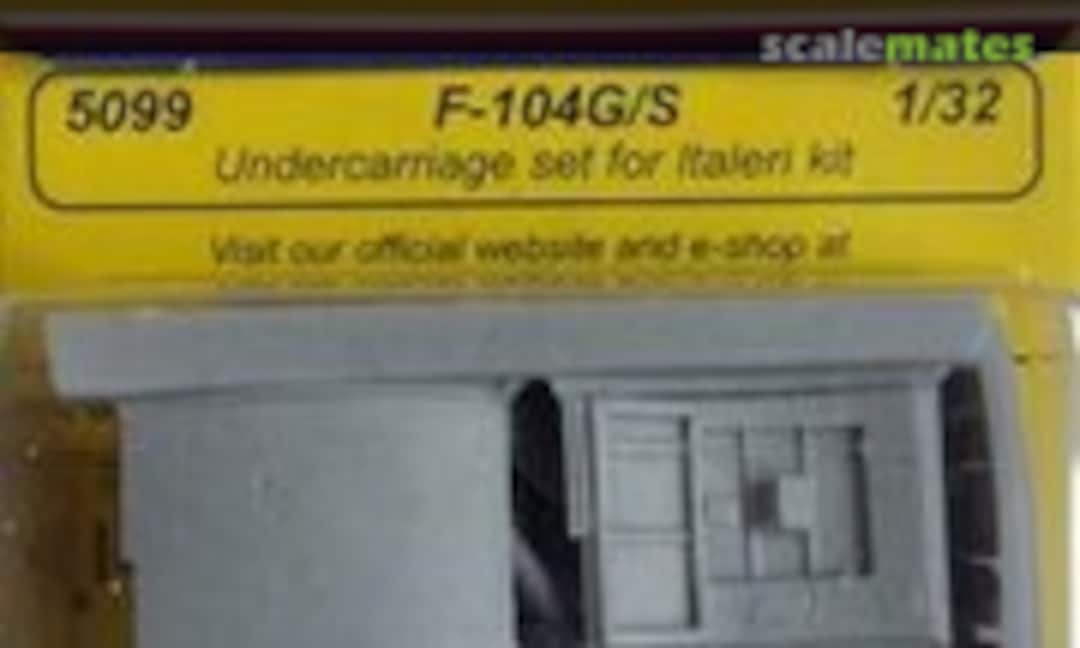 scalemates
5099 F-104G/S 1/32
Undercarriage set for Italeri kit
Visit our official website and e-shop at